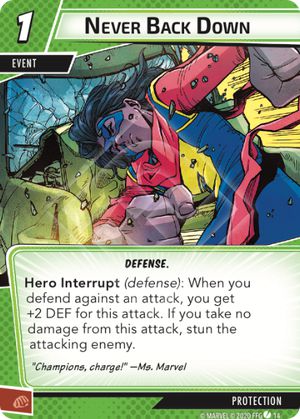 1
NEVER BACK DOWN
EVENT
DEFENSE.
Hero Interrupt (defense): When you
defend against an attack, you get
+2 DEF for this attack. If you take no
damage from this attack, stun the
attacking enemy.
"Champions, charge!" —Ms. Marvel
PROTECTION
© MARVEL © 2020 FFG 14